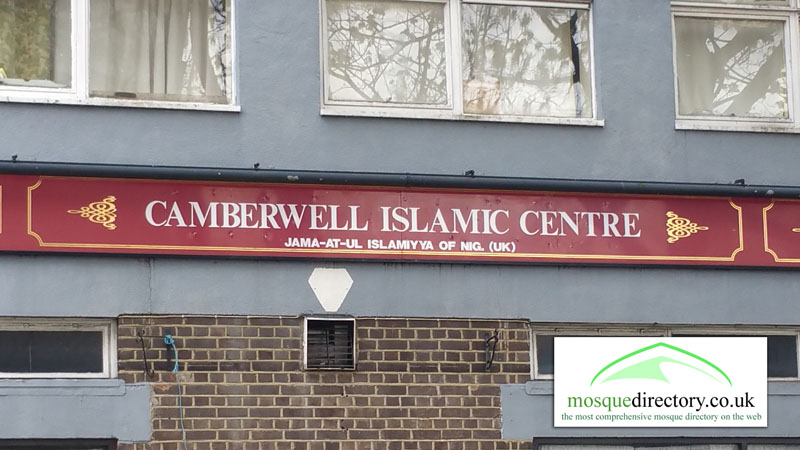 CAMBERWELL ISLAMIC CENTRE
JAMA-AT-UL ISLAMIYYA OF NIG. (UK)
mosquedirectory.co.uk
the most comprehensive mosque directory on the web